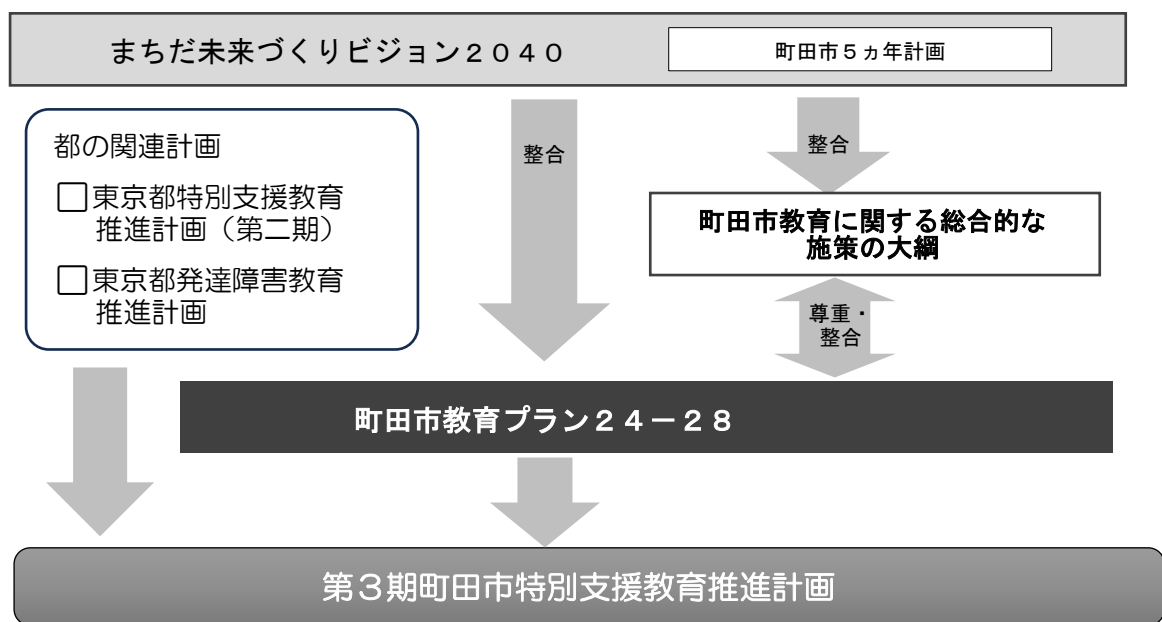 まちだ未来づくりビジョン２０４０
町田市５ヵ年計画
都の関連計画
□東京都特別支援教育
推進計画（第二期）
□東京都発達障害教育
推進計画
整合
整合
町田市教育に関する総合的な
施策の大綱
尊重・
整合
町田市教育プラン２４－２８
第３期町田市特別支援教育推進計画